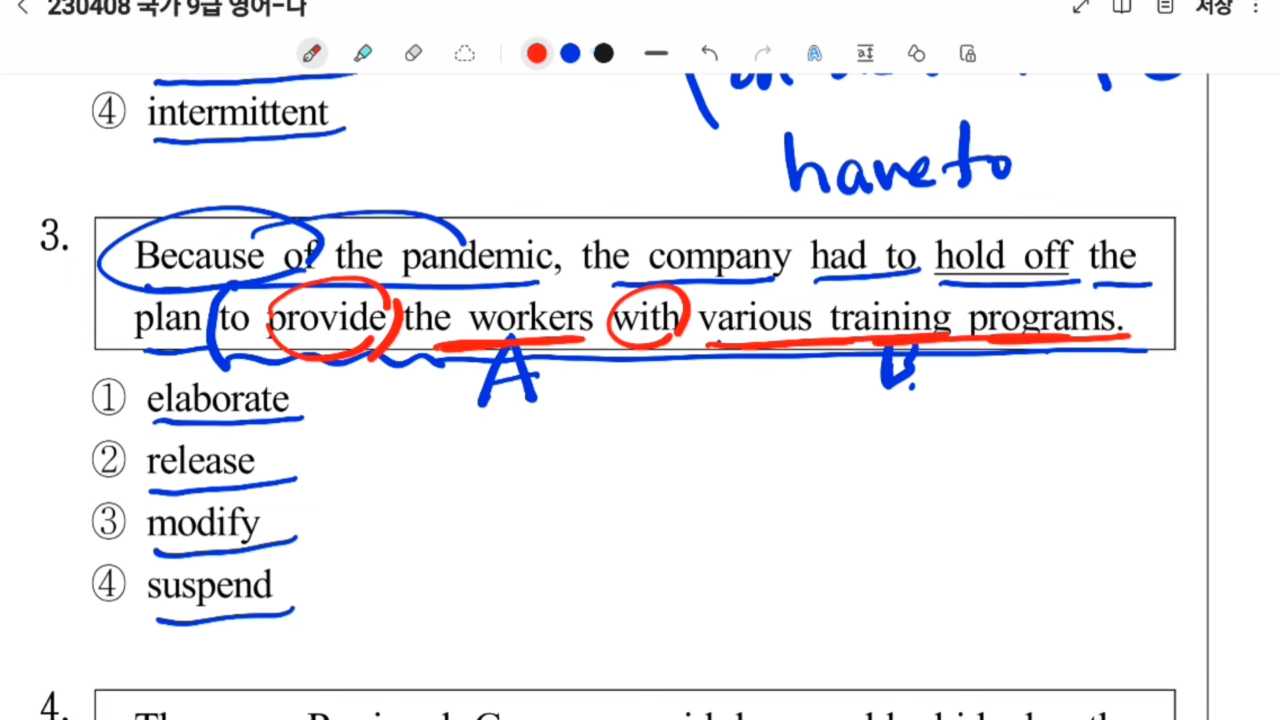 230408 국가 9급 영어-나
저장
④ intermittent
have to
3.
Because of the pandemic, the company had to hold off the
plan to provide the workers with various training programs.
A
B
① elaborate
② release
③ modify
④ suspend
4.